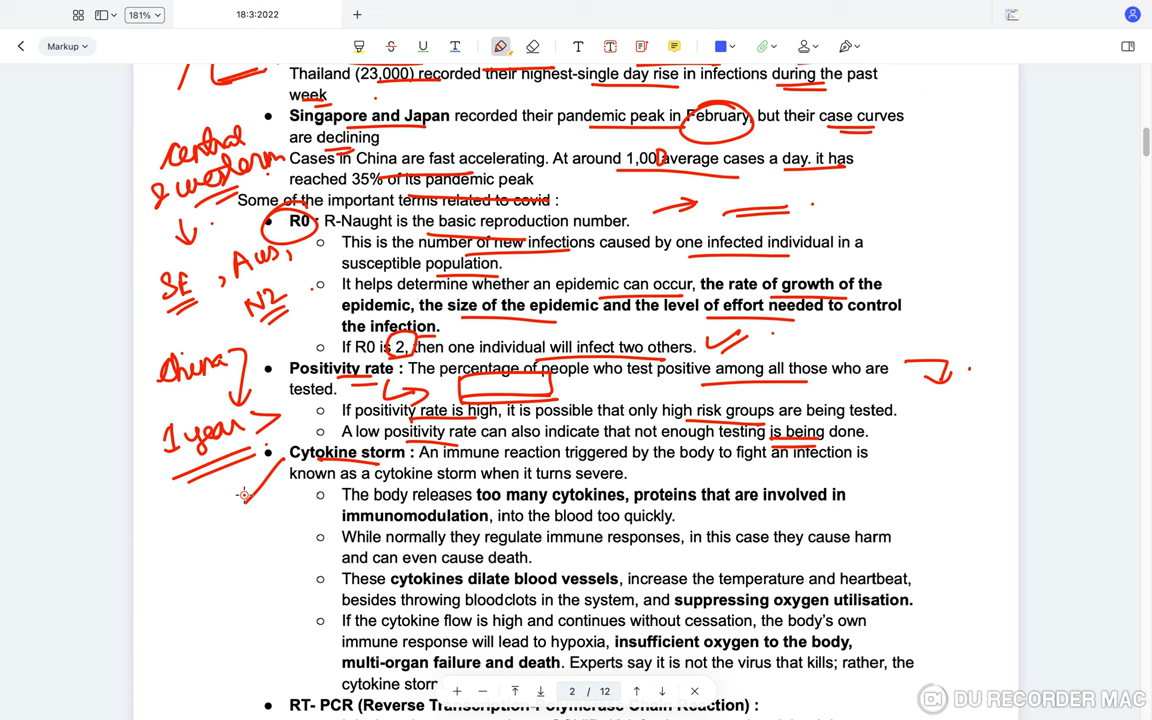 181%
18:3:2022
Markup
Thailand (23,000) recorded their highest-single day rise in infections during the past
week
Singapore and Japan recorded their pandemic peak in February, but their case curves
are declining
Cases in China are fast accelerating. At around 1,000 average cases a day. it has
reached 35% of its pandemic peak
Some of the important terms related to covid :
R0 : R-Naught is the basic reproduction number.
This is the number of new infections caused by one infected individual in a
susceptible population.
It helps determine whether an epidemic can occur, the rate of growth of the
epidemic, the size of the epidemic and the level of effort needed to control
the infection.
If R0 is 2, then one individual will infect two others.
Positivity rate : The percentage of people who test positive among all those who are
tested.
If positivity rate is high, it is possible that only high risk groups are being tested.
A low positivity rate can also indicate that not enough testing is being done.
Cytokine storm : An immune reaction triggered by the body to fight an infection is
known as a cytokine storm when it turns severe.
The body releases too many cytokines, proteins that are involved in
immunomodulation, into the blood too quickly.
While normally they regulate immune responses, in this case they cause harm
and can even cause death.
These cytokines dilate blood vessels, increase the temperature and heartbeat,
besides throwing bloodclots in the system, and suppressing oxygen utilisation.
If the cytokine flow is high and continues without cessation, the body's own
immune response will lead to hypoxia, insufficient oxygen to the body,
multi-organ failure and death. Experts say it is not the virus that kills; rather, the
cytokine storm
RT- PCR (Reverse Transcription-Polymerase Chain Reaction) :
Central
& western
SE , Aus,
NZ
China
1 year
2 / 12
DU RECORDER MAC